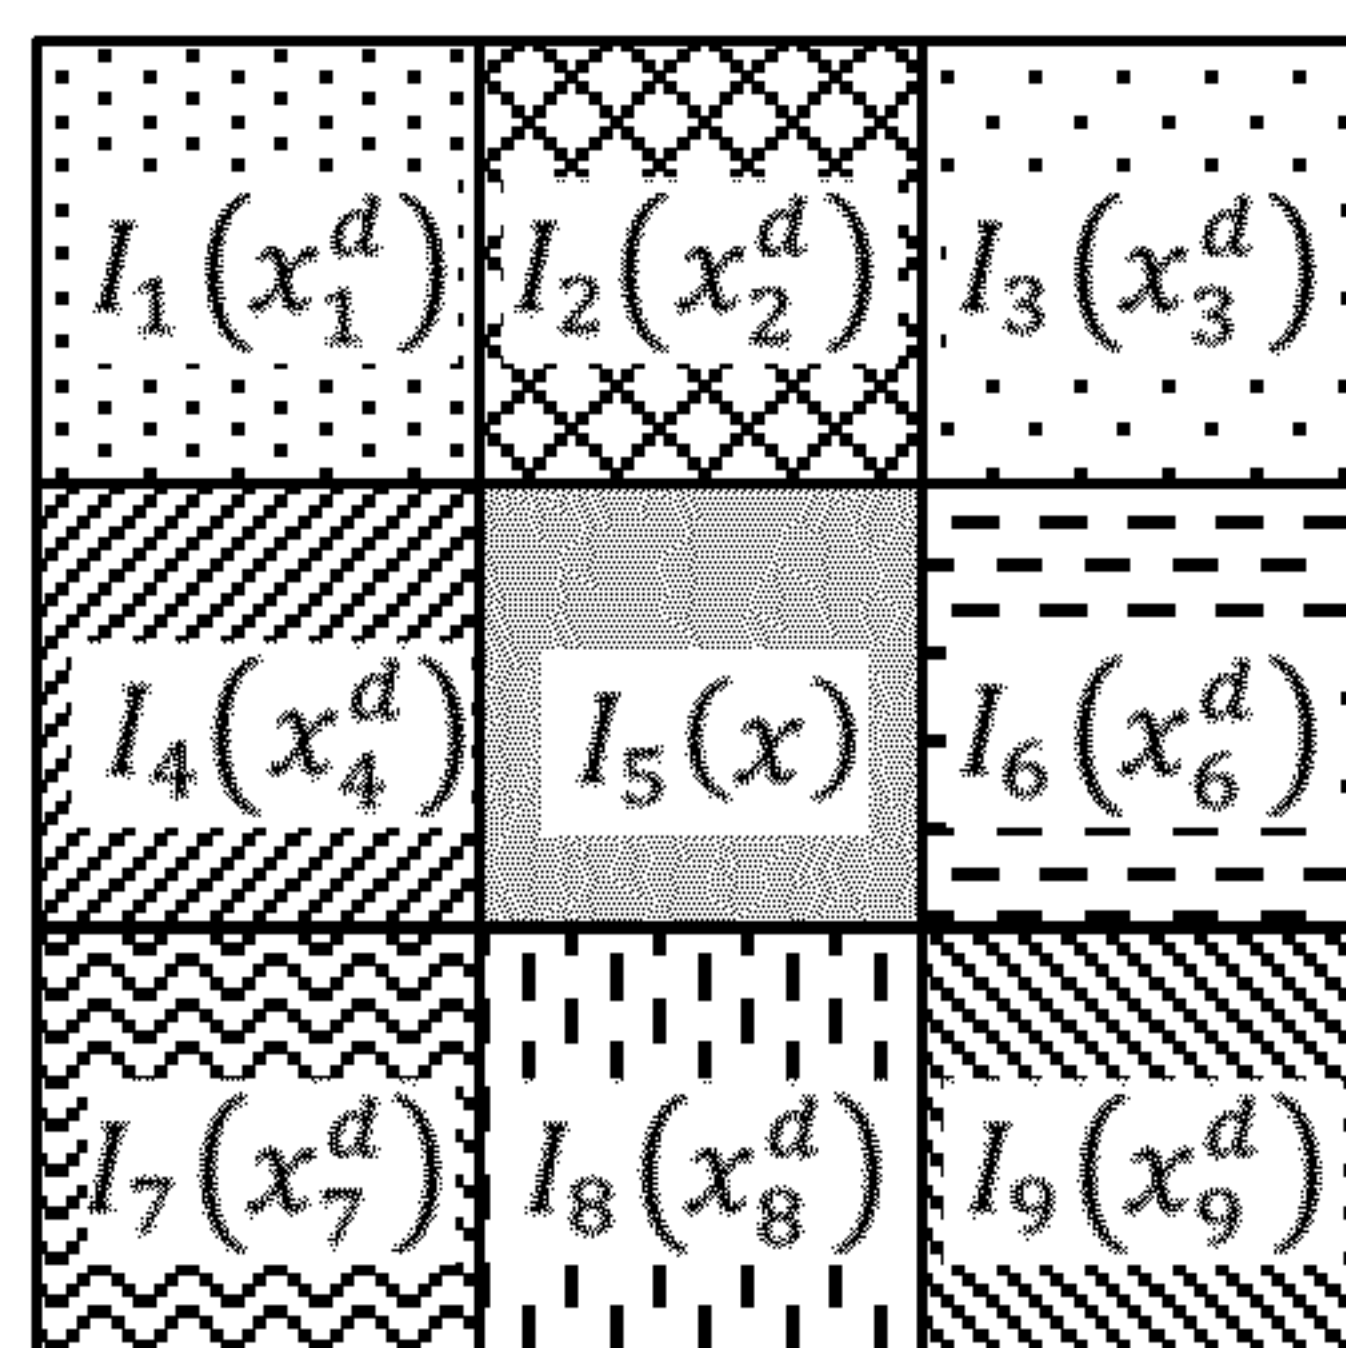 I₁(x₁ᵈ) I₂(x₂ᵈ) I₃(x₃ᵈ)
I₄(x₄ᵈ) I₅(x) I₆(x₆ᵈ)
I₇(x₇ᵈ) I₈(x₈ᵈ) I₉(x₉ᵈ)